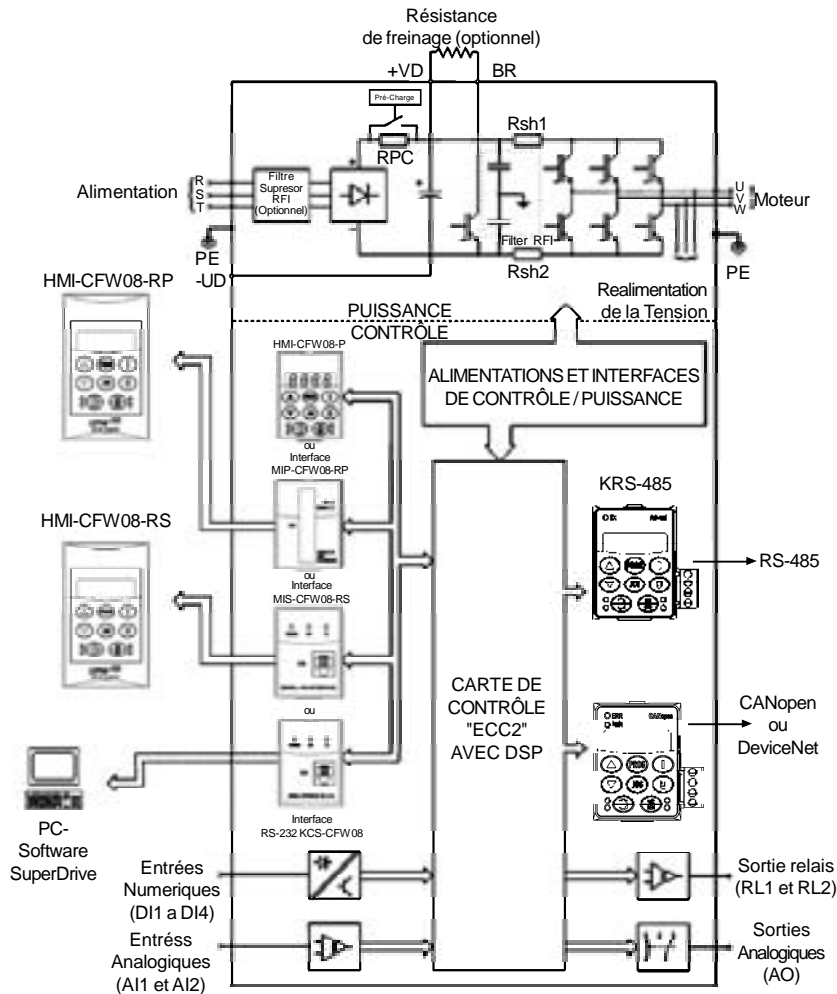 Résistance
de freinage (optionnel)
+VD
BR
Pré-Charge
Rsh1
RPC
Alimentation
R
S
T
Filtre
Supresor
RFI
(Optionnel)
+
U
V
W
Moteur
PE
Filter RFI
Rsh2
PE
-UD
HMI-CFW08-RP
Realimentation
de la Tension
PUISSANCE
CONTRÔLE
HMI-CFW08-P
ALIMENTATIONS ET INTERFACES
DE CONTRÔLE / PUISSANCE
ou
Interface
MIP-CFW08-RP
KRS-485
HMI-CFW08-RS
RS-485
ou
Interface
MIS-CFW08-RS
CARTE DE
CONTRÔLE
"ECC2"
AVEC DSP
ou
CANopen
ou
DeviceNet
ERR
CANopen
PROG
Interface
RS-232 KCS-CFW08
PC-
Software
SuperDrive
Entrées
Numeriques
(DI1 a DI4)
Sortie relais
(RL1 et RL2)
Entréss
Analogiques
(AI1 et AI2)
Sorties
Analogiques
(AO)